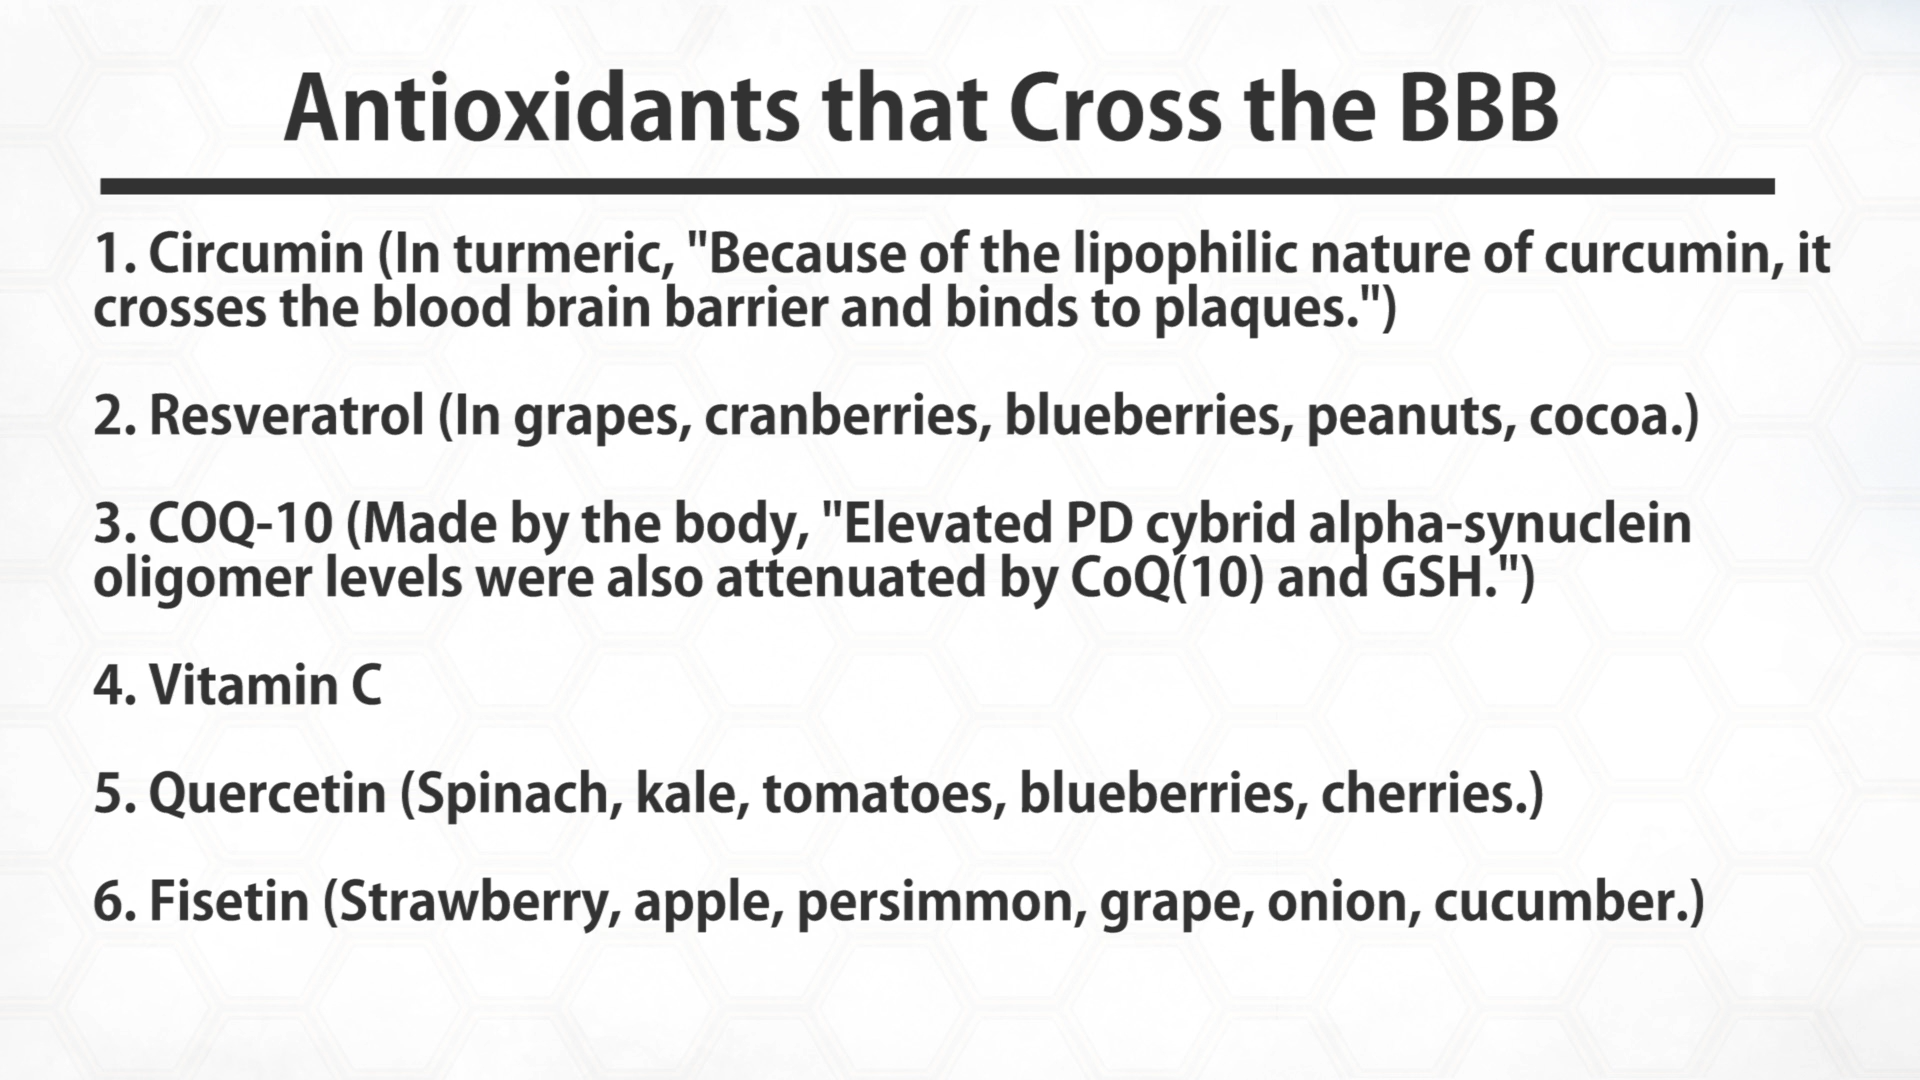 Antioxidants that Cross the BBB
1. Circumin (In turmeric, "Because of the lipophilic nature of curcumin, it
crosses the blood brain barrier and binds to plaques.")
2. Resveratrol (In grapes, cranberries, blueberries, peanuts, cocoa.)
3. COQ-10 (Made by the body, "Elevated PD cybrid alpha-synuclein
oligomer levels were also attenuated by CoQ(10) and GSH.")
4. Vitamin C
5. Quercetin (Spinach, kale, tomatoes, blueberries, cherries.)
6. Fisetin (Strawberry, apple, persimmon, grape, onion, cucumber.)